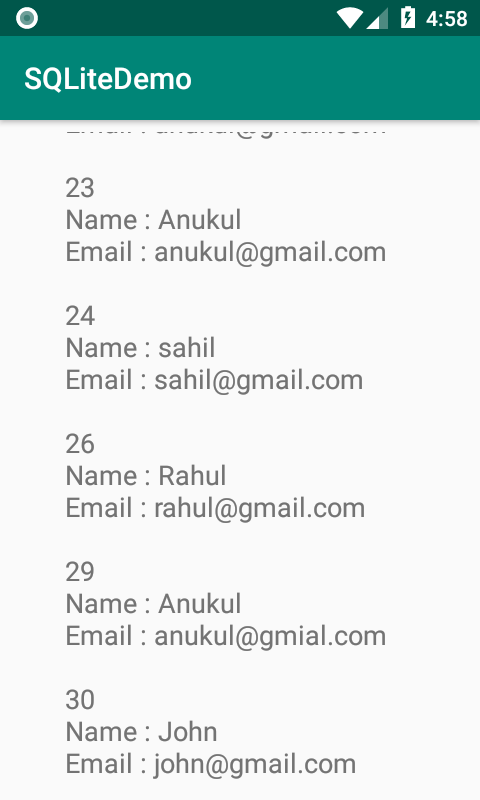 4:58
SQLiteDemo
23
Name : Anukul
Email : anukul@gmail.com
24
Name : sahil
Email : sahil@gmail.com
26
Name : Rahul
Email : rahul@gmail.com
29
Name : Anukul
Email : anukul@gmial.com
30
Name : John
Email : john@gmail.com